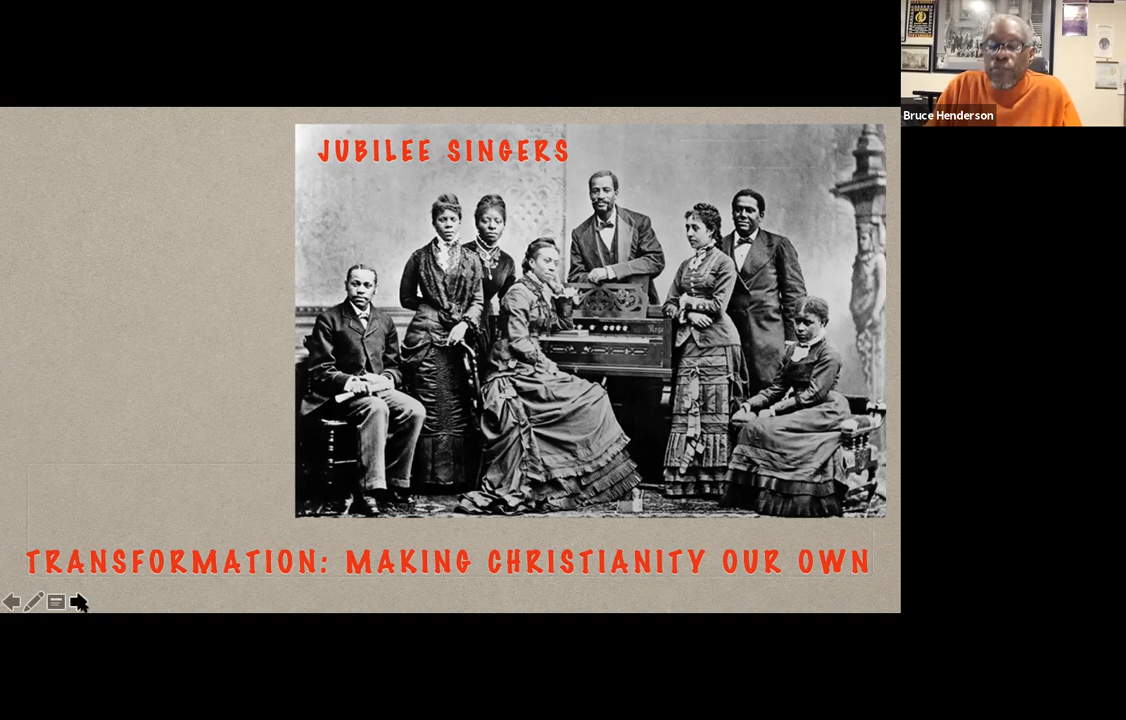 JUBILEE SINGERS
TRANSFORMATION: MAKING CHRISTIANITY OUR OWN
Bruce Henderson